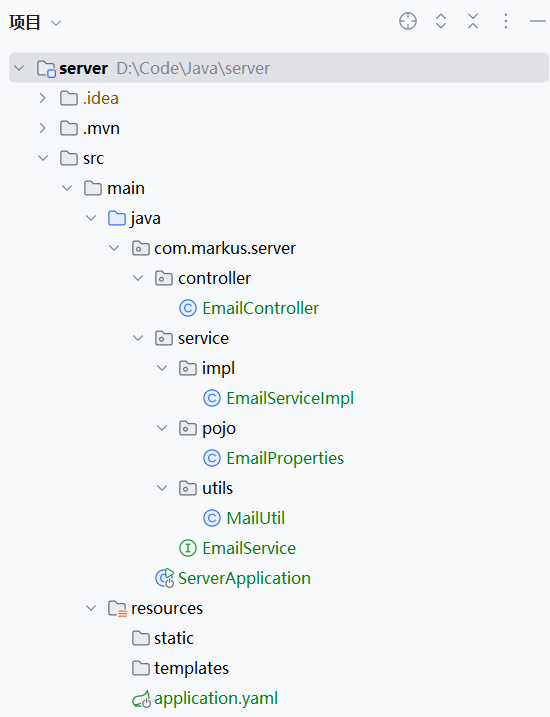 项目
server D:\Code\Java\server
.idea
.mvn
src
main
java
com.markus.server
controller
EmailController
service
impl
EmailServiceImpl
pojo
EmailProperties
utils
MailUtil
EmailService
ServerApplication
resources
static
templates
application.yaml